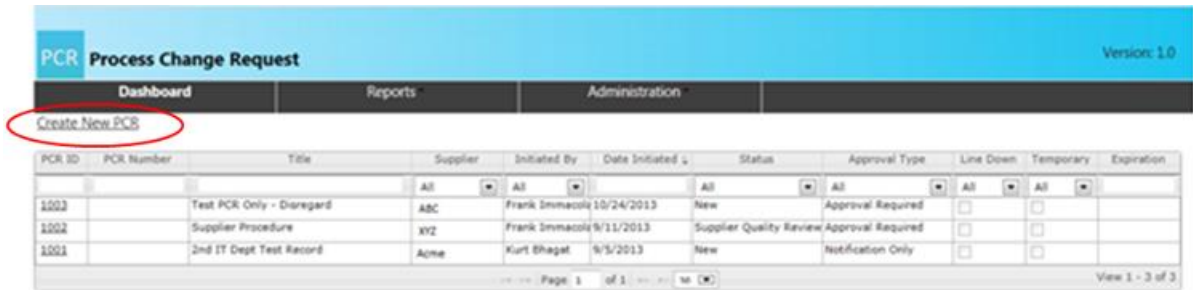 PCR Process Change Request Version: 1.0
Dashboard Reports Administration
Create New PCR
PCR ID PCR Number Title Supplier Initiated By Date Initiated Status Approval Type Line Down Temporary Expiration
All All All All All All
1003 Test PCR Only - Disregard ABC Frank Immacola 10/24/2013 New Approval Required
1002 Supplier Procedure XYZ Frank Immacola 9/11/2013 Supplier Quality Review Approval Required
1001 2nd IT Dept Test Record Acme Kurt Bhagat 9/5/2013 New Notification Only
Page 1 of 1 View 1 - 3 of 3